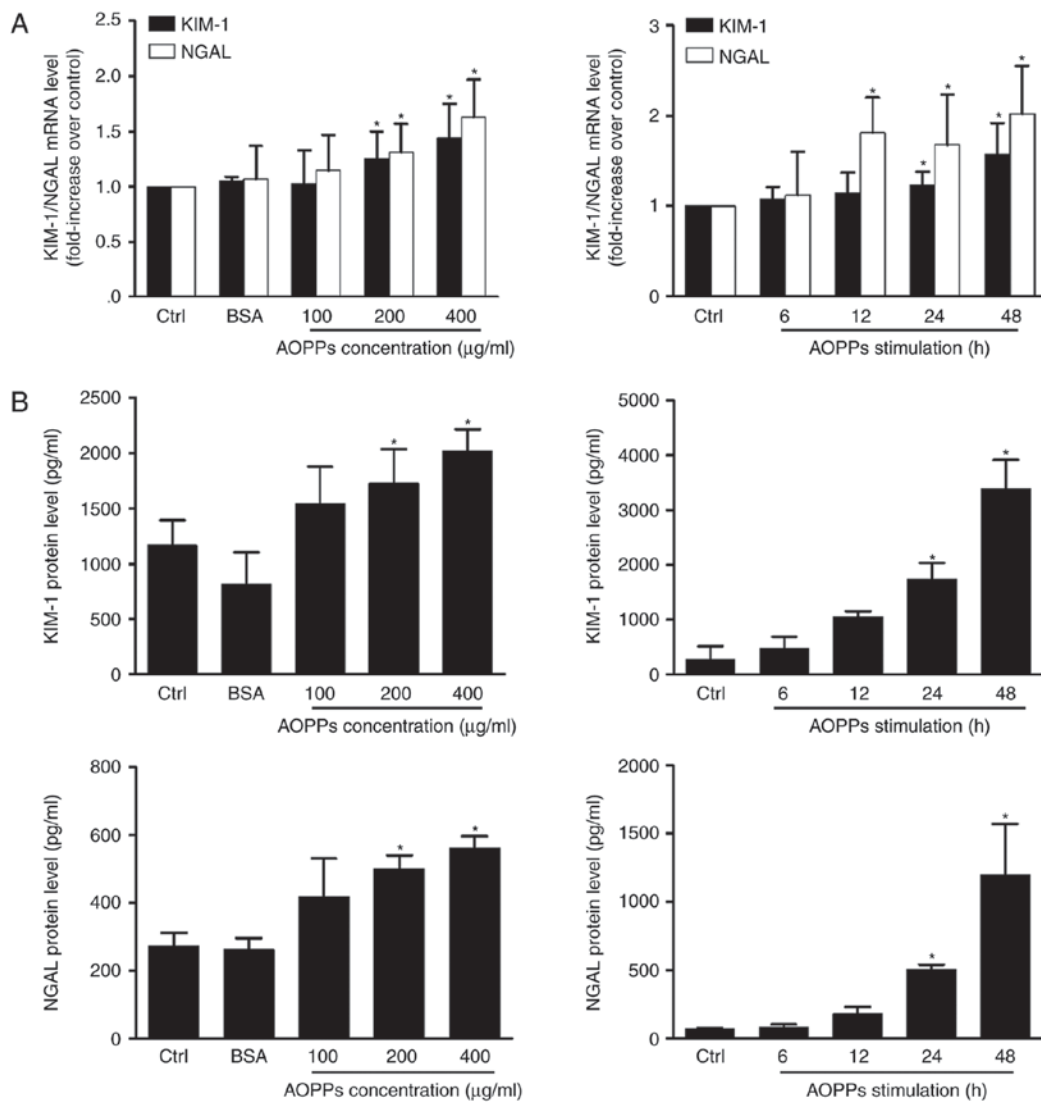 A
KIM-1/NGAL mRNA level
(fold-increase over control)
2.5
2.0
1.5
1.0
0.5
.0
KIM-1
NGAL
*
*
*
*
Ctrl
BSA
100
200
400
AOPPs concentration (µg/ml)
KIM-1/NGAL mRNA level
(fold-increase over control)
3
2
1
0
KIM-1
NGAL
*
*
*
*
*
Ctrl
6
12
24
48
AOPPs stimulation (h)
B
KIM-1 protein level (pg/ml)
2500
2000
1500
1000
500
0
*
*
Ctrl
BSA
100
200
400
AOPPs concentration (µg/ml)
KIM-1 protein level (pg/ml)
5000
4000
3000
2000
1000
0
*
*
Ctrl
6
12
24
48
AOPPs stimulation (h)
NGAL protein level (pg/ml)
800
600
400
200
0
*
*
Ctrl
BSA
100
200
400
AOPPs concentration (µg/ml)
NGAL protein level (pg/ml)
2000
1500
1000
500
0
*
*
Ctrl
6
12
24
48
AOPPs stimulation (h)